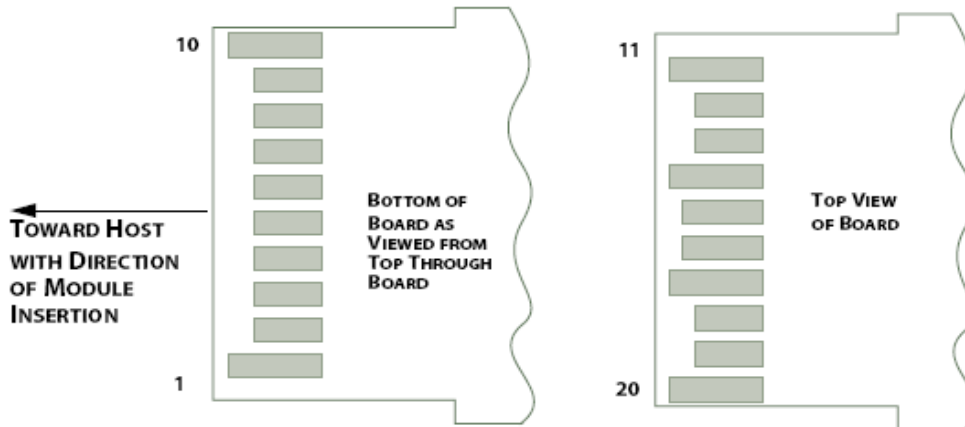 10
11
TOWARD HOST
WITH DIRECTION
OF MODULE
INSERTION
BOTTOM OF
BOARD AS
VIEWED FROM
TOP THROUGH
BOARD
TOP VIEW
OF BOARD
1
20